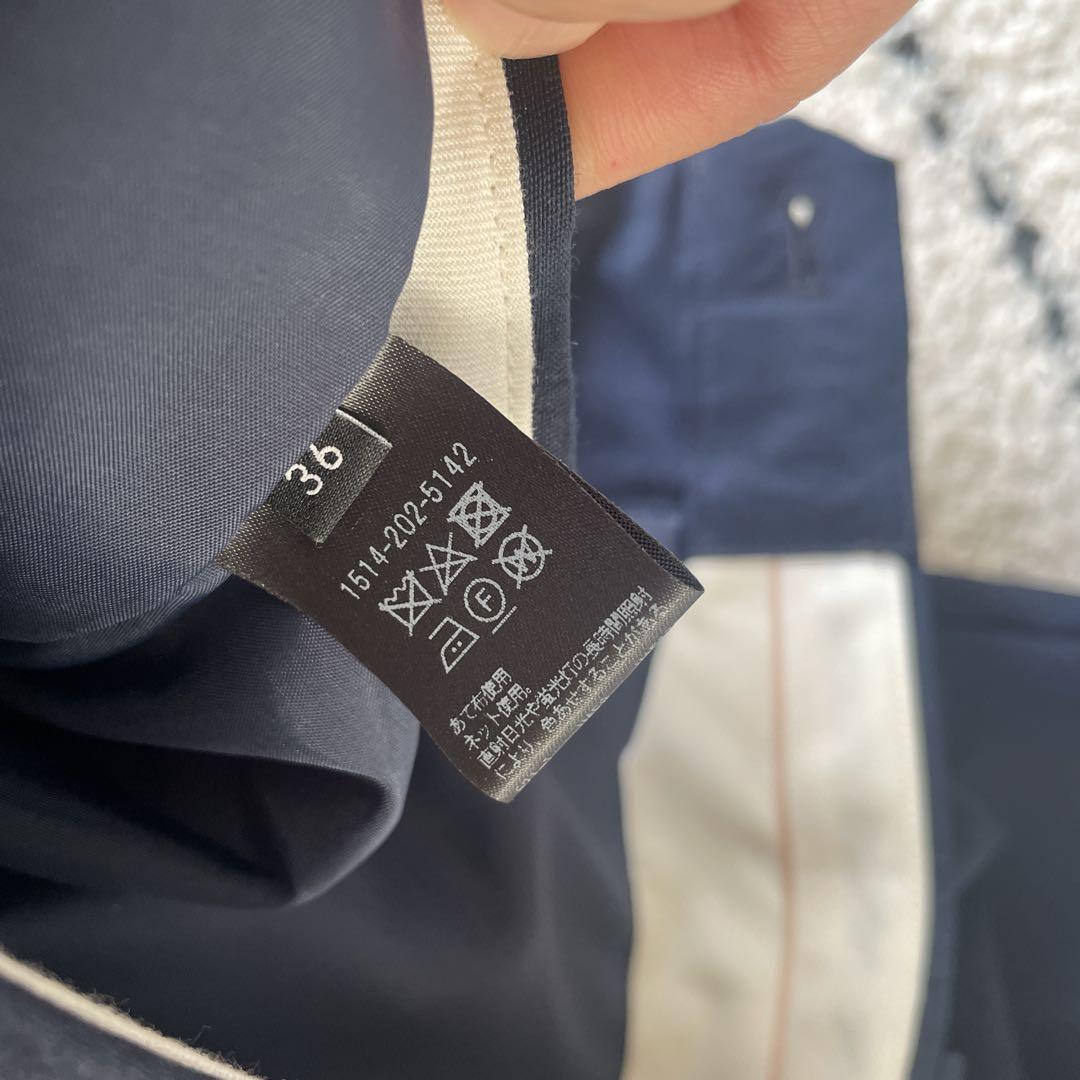 36
1514-202-5142
F
W
あて布使用
ネット使用。
直射日光や蛍光灯の長時間照射
により、色あせすることがある